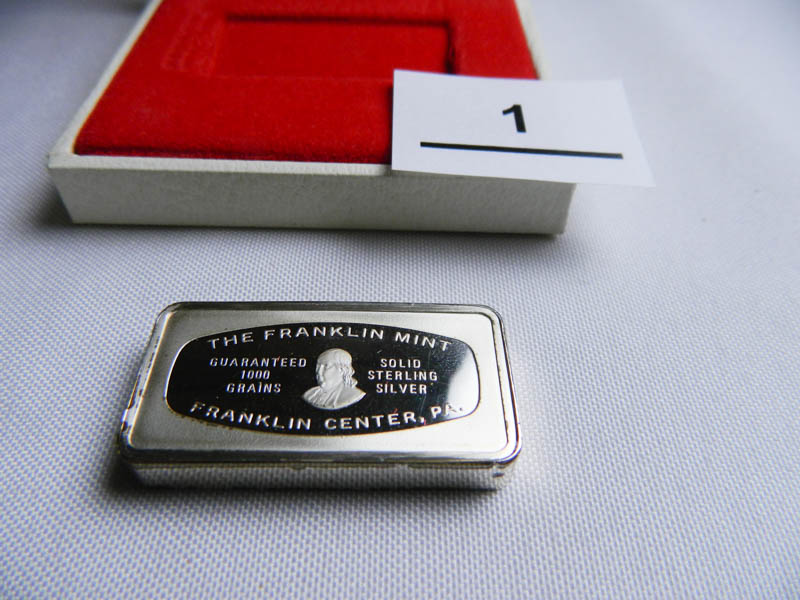 1
THE FRANKLIN MINT
GUARANTEED
1000
GRAINS
SOLID
STERLING
SILVER
FRANKLIN CENTER, PA.